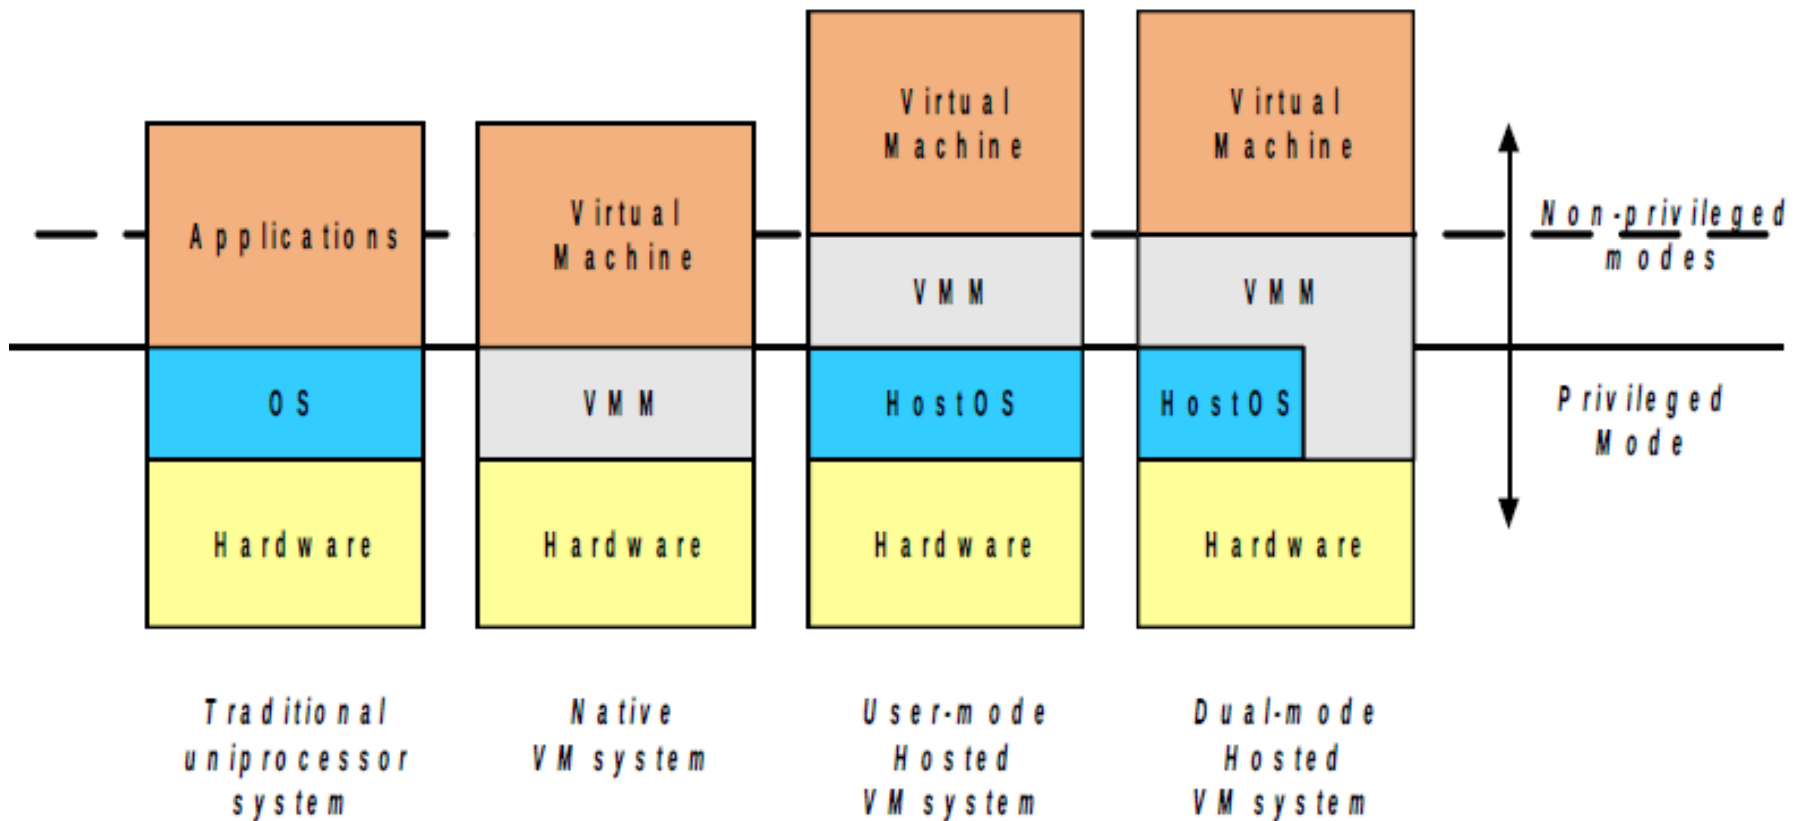 Applications
OS
Hardware
Traditional
uniprocessor
system
Virtual
Machine
VMM
Hardware
Native
VM system
Virtual
Machine
VMM
HostOS
Hardware
User-mode
Hosted
VM system
Virtual
Machine
VMM
HostOS
Hardware
Dual-mode
Hosted
VM system
Non-privileged
modes
Privileged
Mode